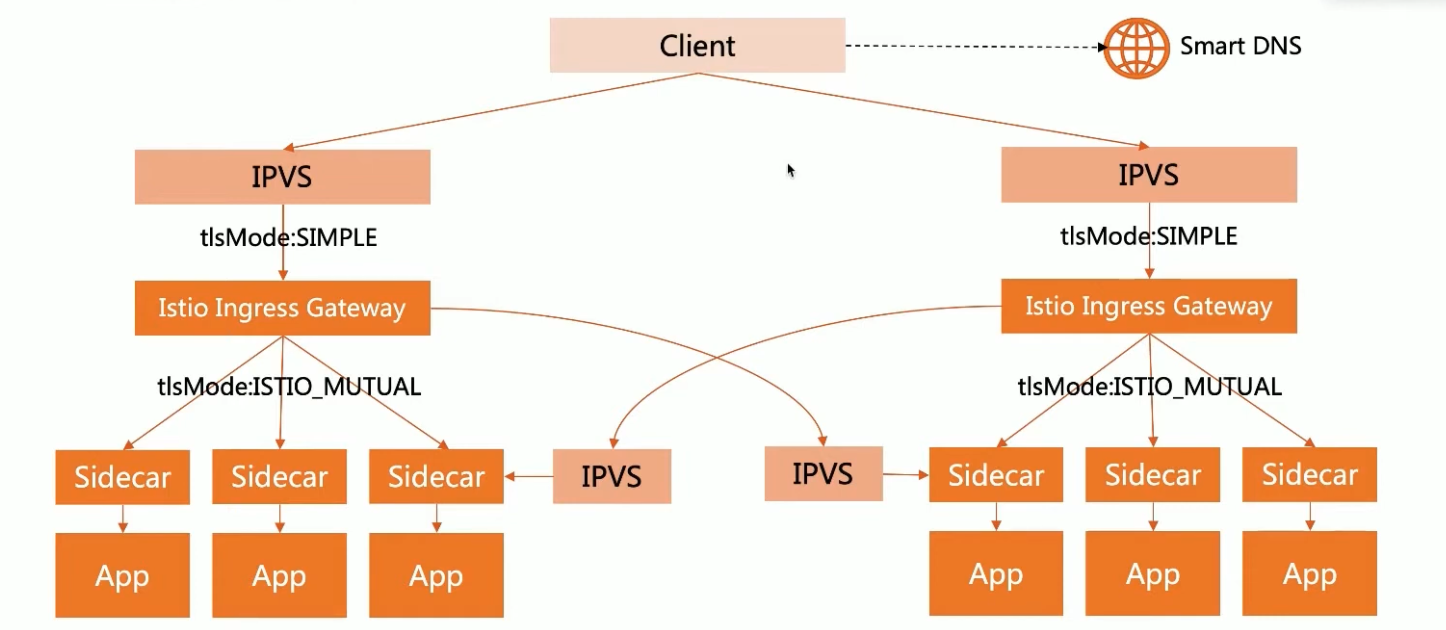 Client
Smart DNS
IPVS
IPVS
tlsMode:SIMPLE
tlsMode:SIMPLE
Istio Ingress Gateway
Istio Ingress Gateway
tlsMode:ISTIO_MUTUAL
tlsMode:ISTIO_MUTUAL
Sidecar
Sidecar
Sidecar
IPVS
IPVS
Sidecar
Sidecar
Sidecar
App
App
App
App
App
App